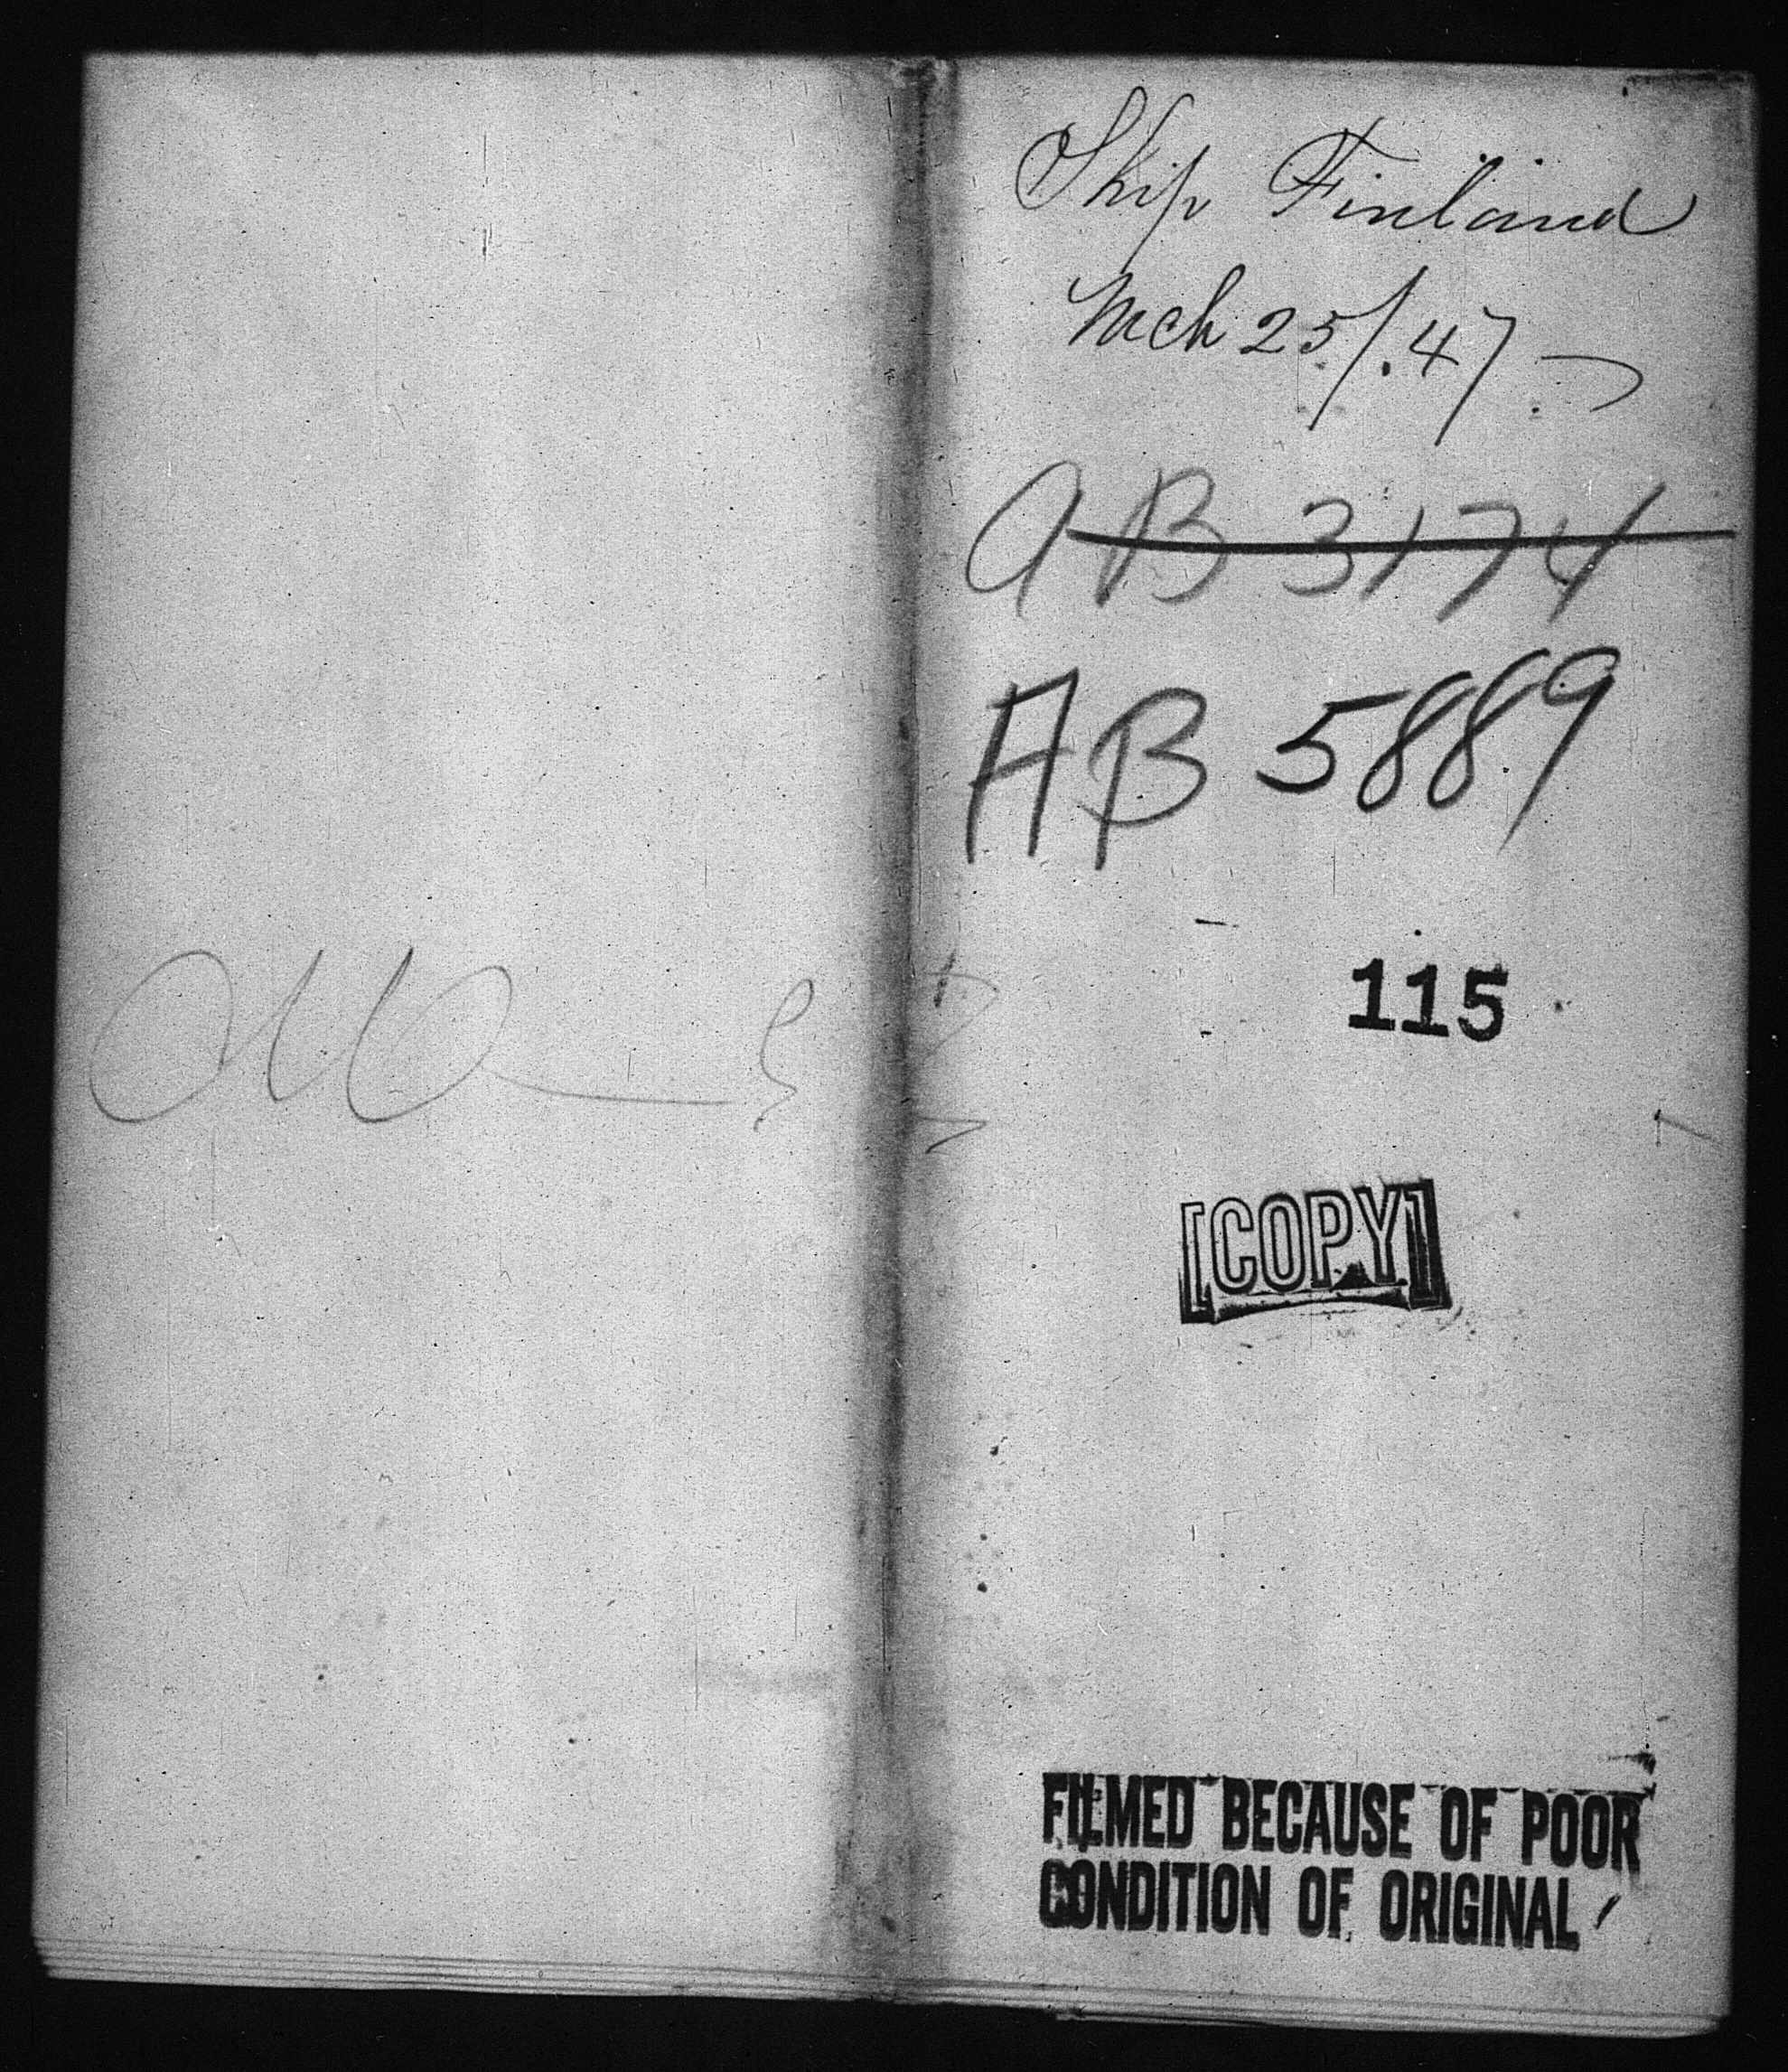 Ship Finland
Mch 25/.47
AB 3174
AB 5889
115
[COPY]
FILMED BECAUSE OF POOR
CONDITION OF ORIGINAL